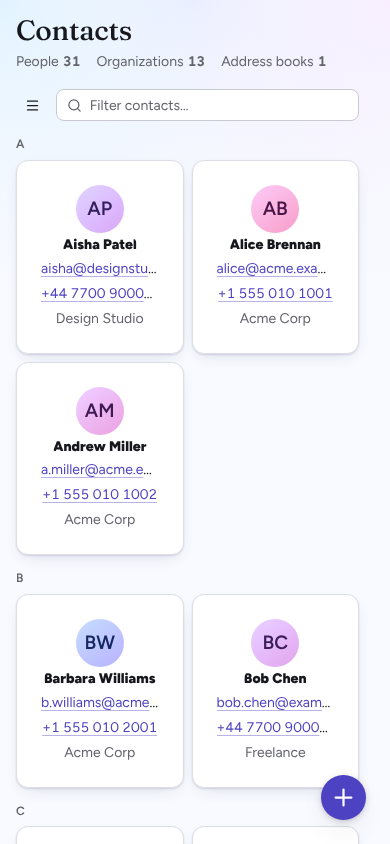 Contacts
People 31 Organizations 13 Address books 1
Filter contacts...
A
AP
Aisha Patel
aisha@designstu...
+44 7700 9000...
Design Studio
AB
Alice Brennan
alice@acme.exa...
+1 555 010 1001
Acme Corp
AM
Andrew Miller
a.miller@acme.e...
+1 555 010 1002
Acme Corp
B
BW
Barbara Williams
b.williams@acme...
+1 555 010 2001
Acme Corp
BC
Bob Chen
bob.chen@exam...
+44 7700 9000...
Freelance
C